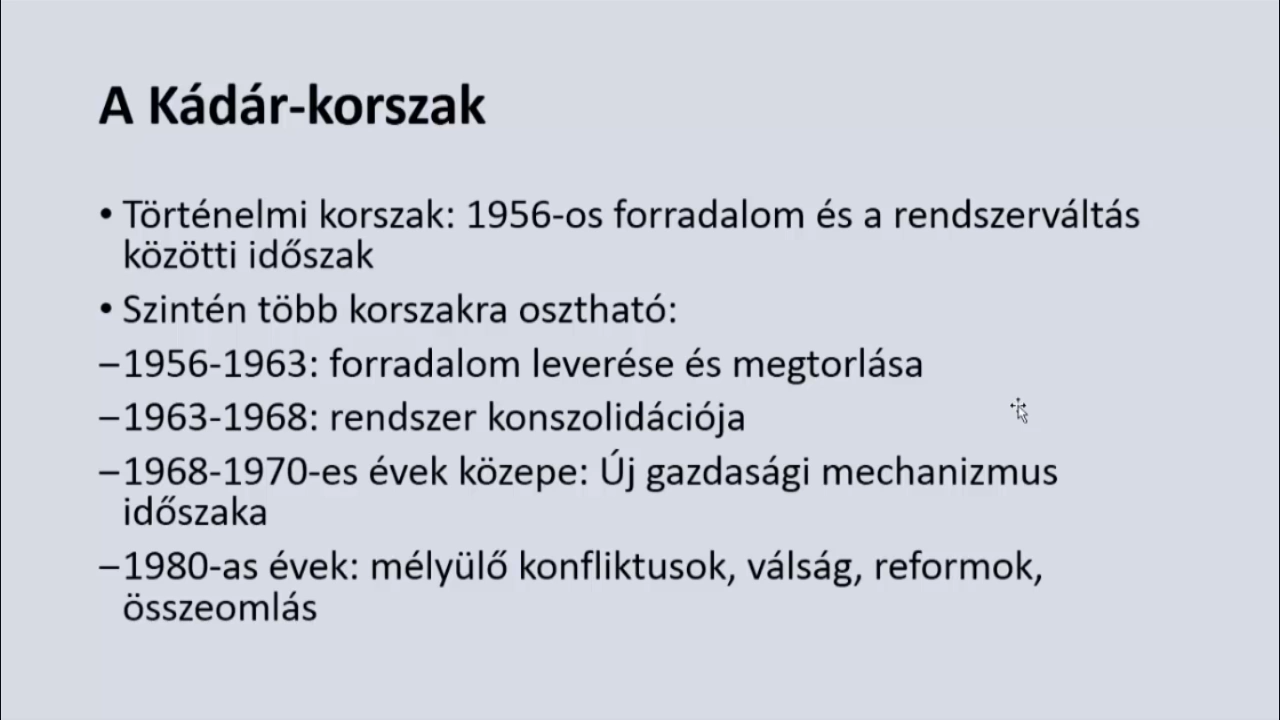 A Kádár-korszak
• Történelmi korszak: 1956-os forradalom és a rendszerváltás
közötti időszak
• Szintén több korszakra osztható:
–1956-1963: forradalom leverése és megtorlása
–1963-1968: rendszer konszolidációja
–1968-1970-es évek közepe: Új gazdasági mechanizmus
időszaka
–1980-as évek: mélyülő konfliktusok, válság, reformok,
összeomlás